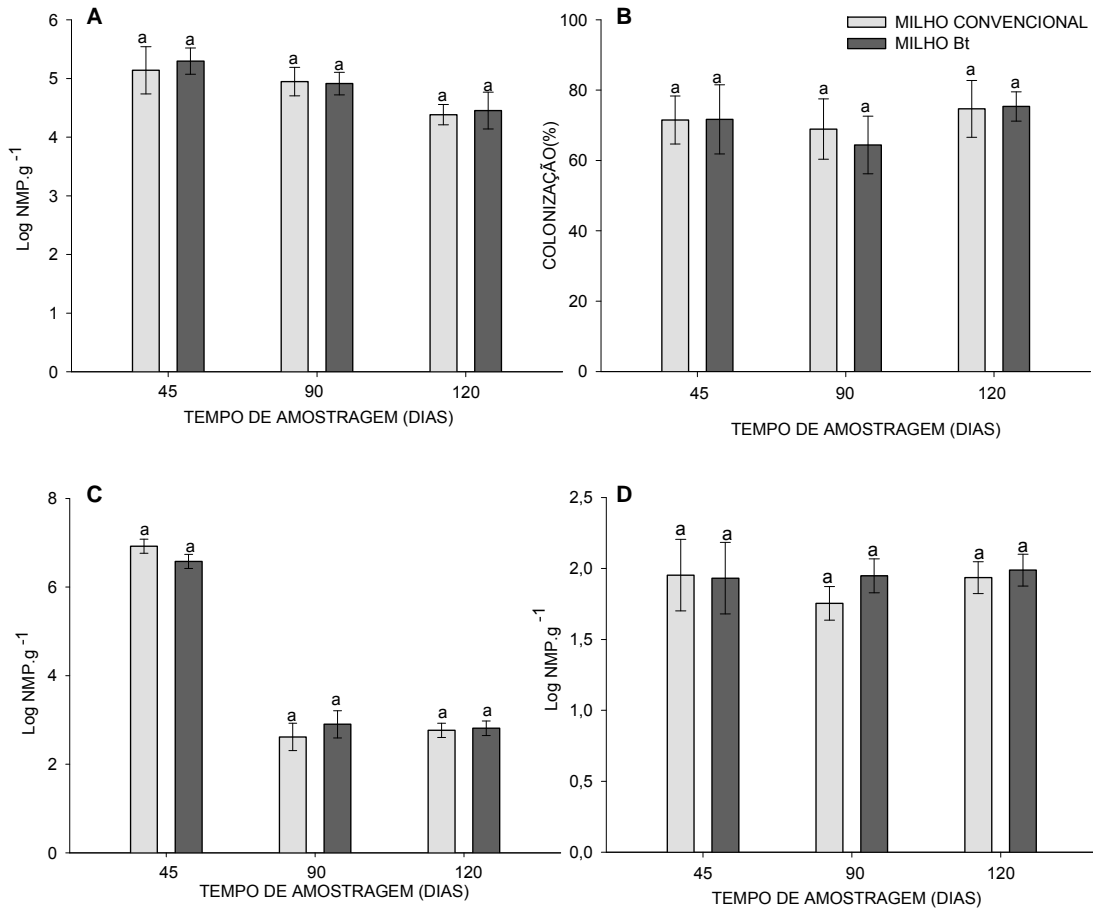 A
6
5
4
3
2
1
0
Log NMP.g⁻¹
a a a a a a
45 90 120
TEMPO DE AMOSTRAGEM (DIAS)
B
MILHO CONVENCIONAL
MILHO Bt
100
80
60
40
20
0
COLONIZAÇÃO(%)
a a a a a a
45 90 120
TEMPO DE AMOSTRAGEM (DIAS)
C
8
6
4
2
0
Log NMP.g⁻¹
a a a a a a
45 90 120
TEMPO DE AMOSTRAGEM (DIAS)
D
2,5
2,0
1,5
1,0
0,5
0,0
Log NMP.g⁻¹
a a a a a a
45 90 120
TEMPO DE AMOSTRAGEM (DIAS)